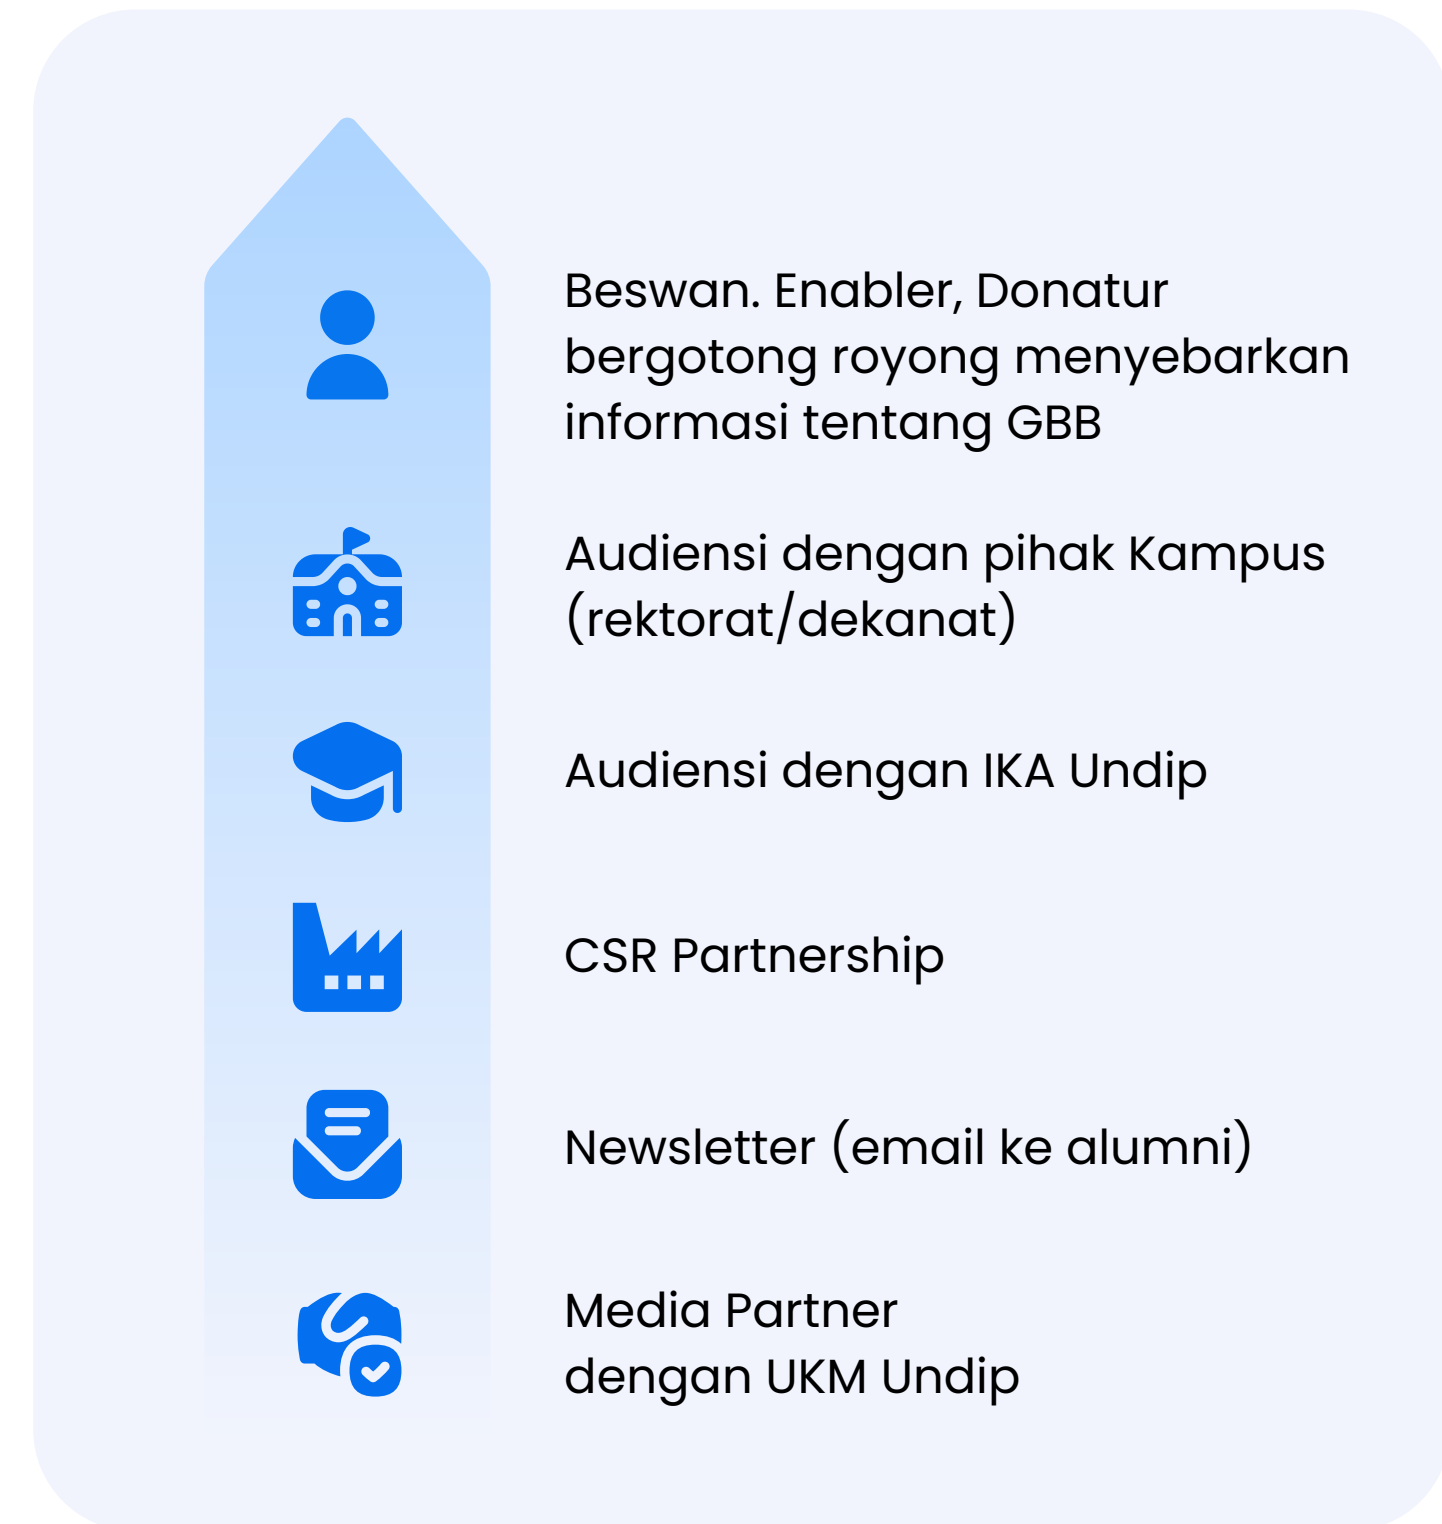 Beswan. Enabler, Donatur
bergotong royong menyebarkan
informasi tentang GBB
Audiensi dengan pihak Kampus
(rektorat/dekanat)
Audiensi dengan IKA Undip
CSR Partnership
Newsletter (email ke alumni)
Media Partner
dengan UKM Undip